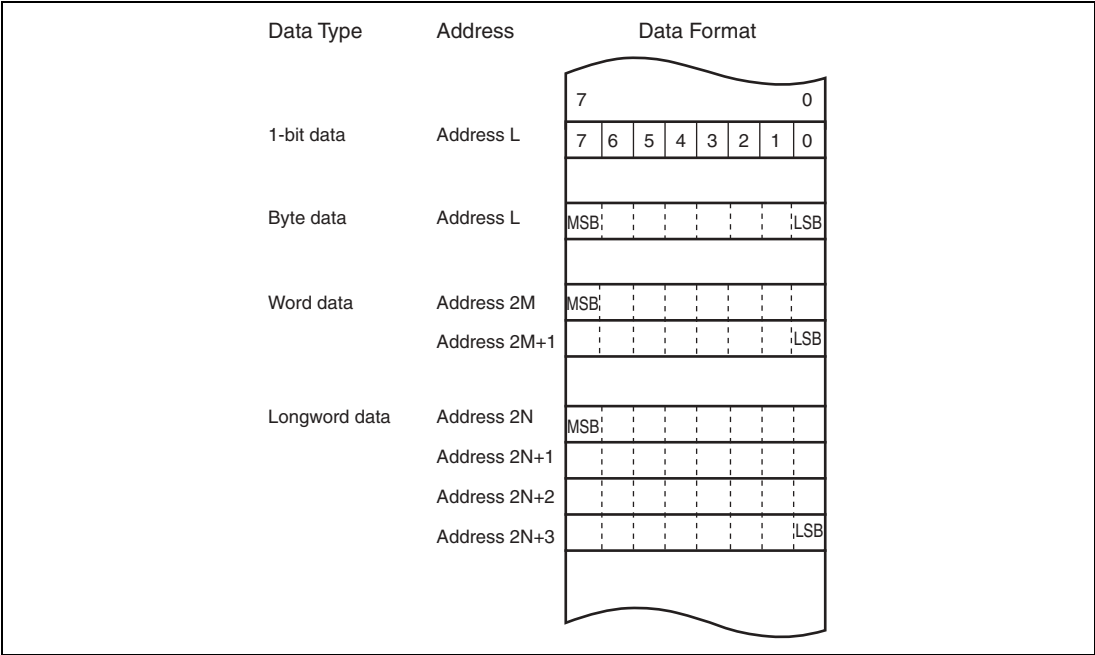 Data Type Address Data Format
7 0
1-bit data Address L 7 6 5 4 3 2 1 0
Byte data Address L MSB LSB
Word data Address 2M MSB
Address 2M+1 LSB
Longword data Address 2N MSB
Address 2N+1
Address 2N+2
Address 2N+3 LSB